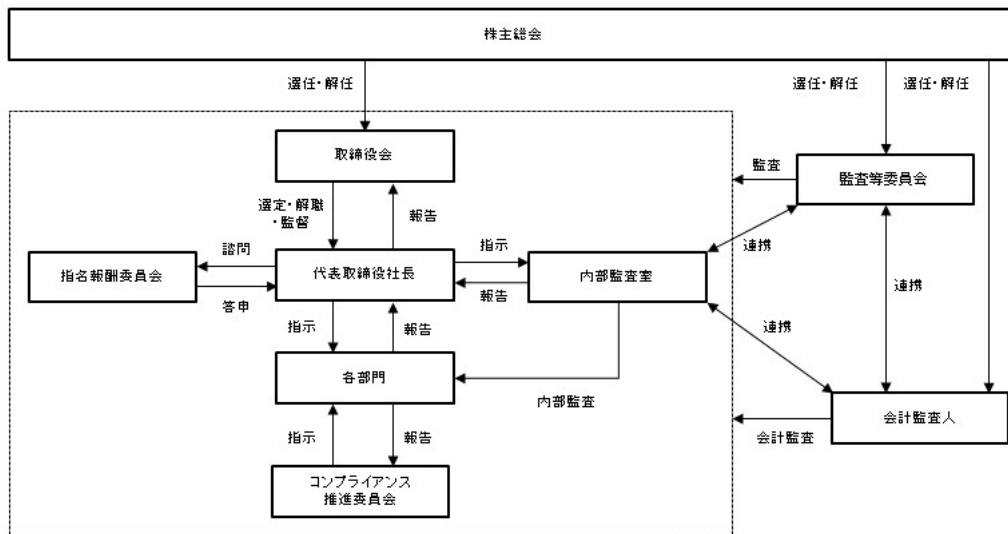 株主総会
選任・解任
選任・解任
選任・解任
取締役会
監査
監査等委員会
選定・解職
・監督
報告
諮問
指示
連携
指名報酬委員会
代表取締役社長
内部監査室
答申
報告
連携
指示
報告
連携
各部門
内部監査
会計監査人
指示
報告
会計監査
コンプライアンス
推進委員会